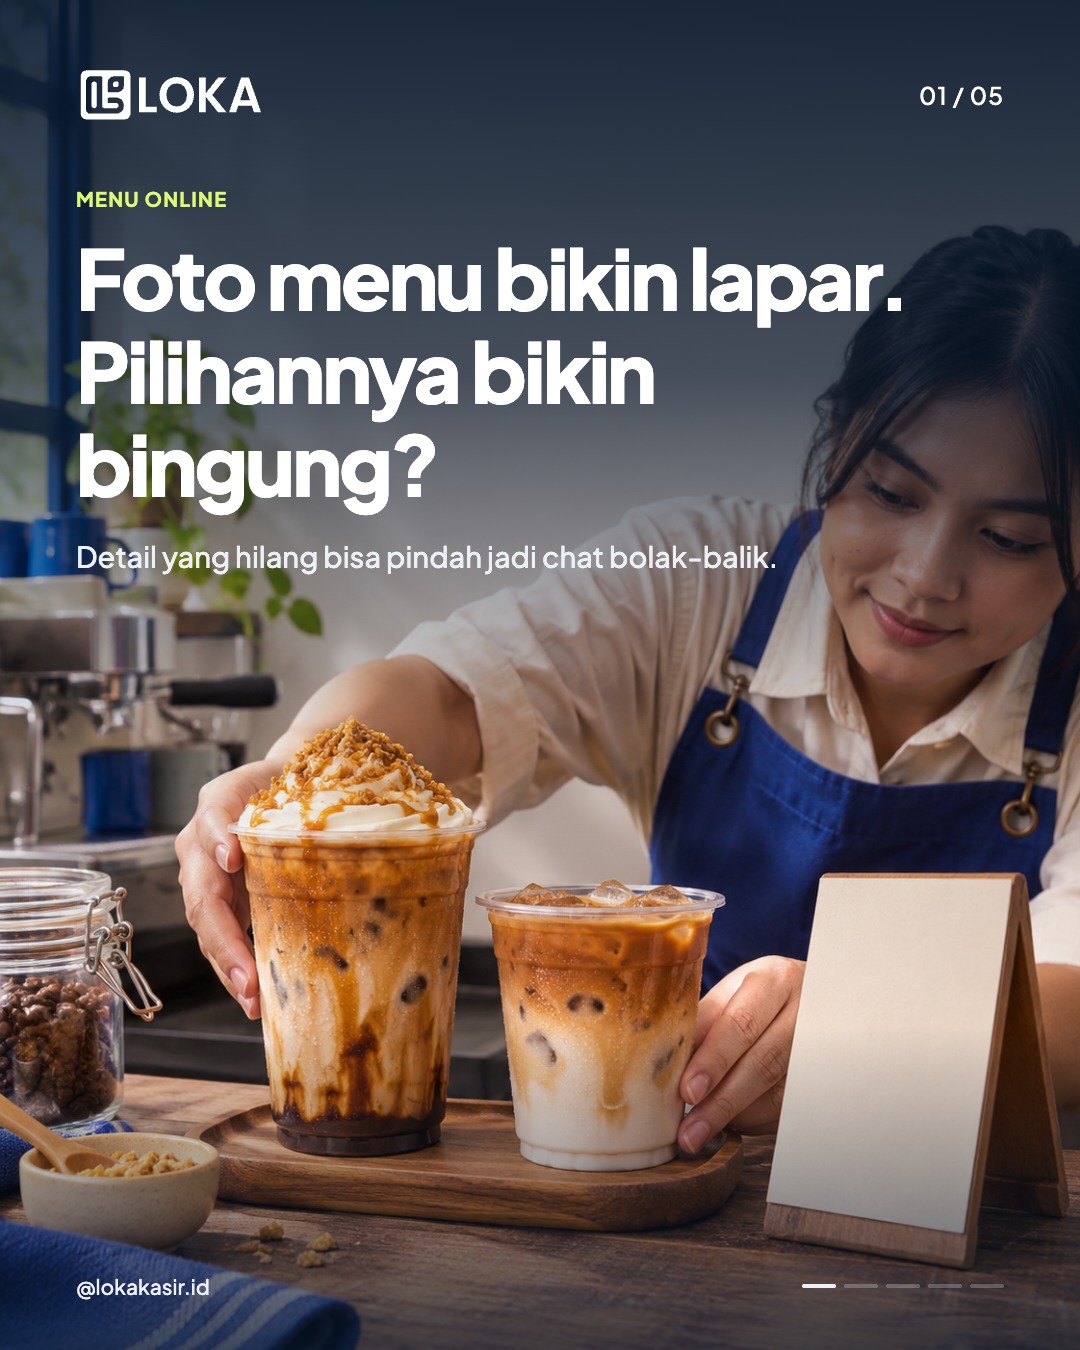 LOKA
01 / 05
MENU ONLINE
Foto menu bikin lapar.
Pilihannya bikin
bingung?
Detail yang hilang bisa pindah jadi chat bolak-balik.
@lokakasir.id